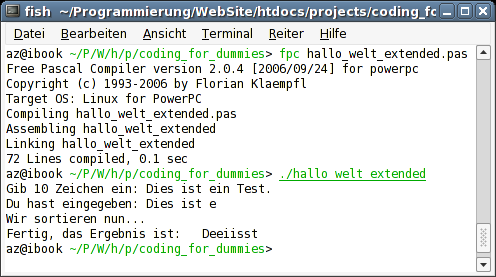 fish ~/Programmierung/WebSite/htdocs/projects/coding_fo
Datei Bearbeiten Ansicht Terminal Reiter Hilfe
az@ibook ~/P/W/h/p/coding_for_dummies> fpc hallo_welt_extended.pas
Free Pascal Compiler version 2.0.4 [2006/09/24] for powerpc
Copyright (c) 1993-2006 by Florian Klaempfl
Target OS: Linux for PowerPC
Compiling hallo_welt_extended.pas
Assembling hallo_welt_extended
Linking hallo_welt_extended
72 Lines compiled, 0.1 sec
az@ibook ~/P/W/h/p/coding_for_dummies> ./hallo_welt_extended
Gib 10 Zeichen ein: Dies ist ein Test.
Du hast eingegeben: Dies ist e
Wir sortieren nun...
Fertig, das Ergebnis ist:   Deeiisst
az@ibook ~/P/W/h/p/coding_for_dummies>